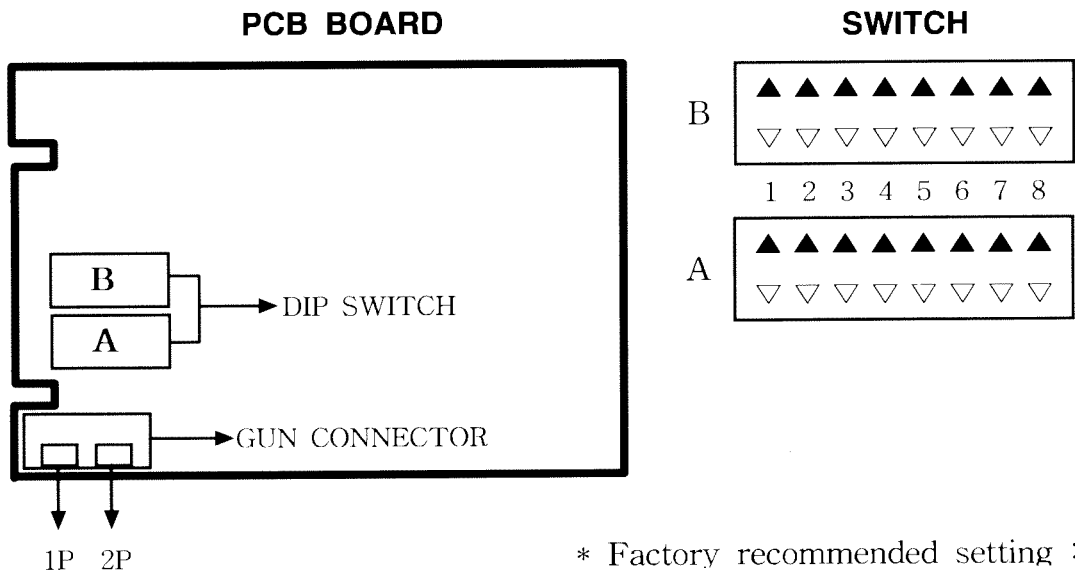 PCB BOARD
SWITCH
B
1 2 3 4 5 6 7 8
A
B
A
DIP SWITCH
GUN CONNECTOR
1P 2P
* Factory recommended setting :